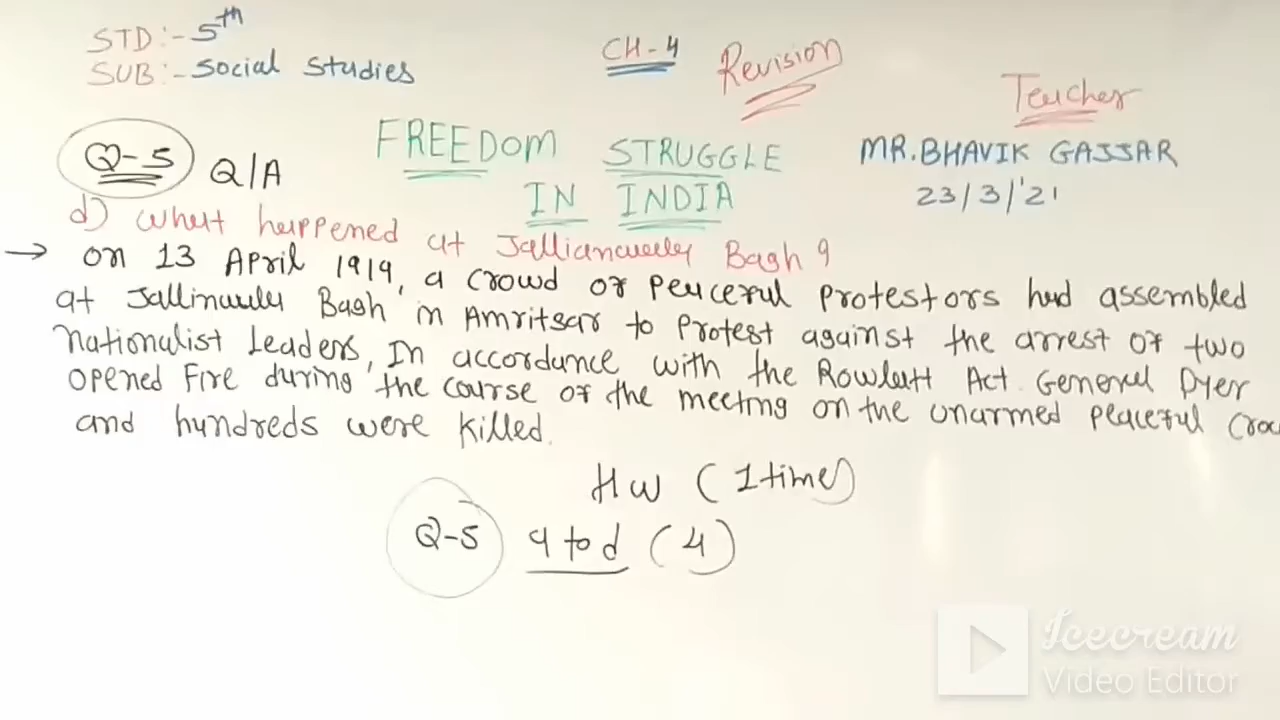 STD:- 5th
SUB:- Social Studies
CH-4
Revision
Teacher
MR.BHAVIK GAJJAR
23/3/'21
FREEDOM STRUGGLE
IN INDIA
Q-5 Q/A
d) What happened at Jallianwaly Bagh ?
→ on 13 April 1919, a crowd of peaceful protestors had assembled
at Jallinwaly Bagh in Amritsar to protest against the arrest of two
Nationalist Leaders, In accordance with the Rowlatt Act. General Dyer
opened fire during the course of the meeting on the unarmed peaceful
and hundreds were killed.
HW (1 time)
Q-5 a to d (4)
Icecream
Video Editor